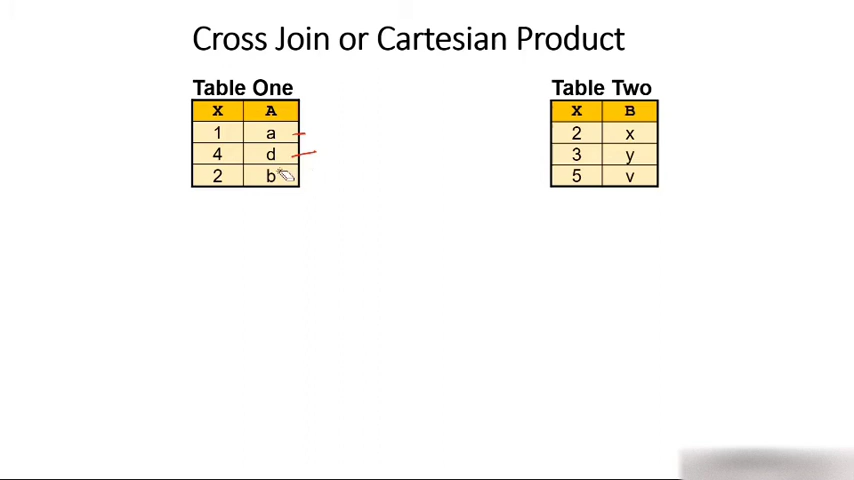 Cross Join or Cartesian Product
Table One
X A
1 a
4 d
2 b
Table Two
X B
2 x
3 y
5 v